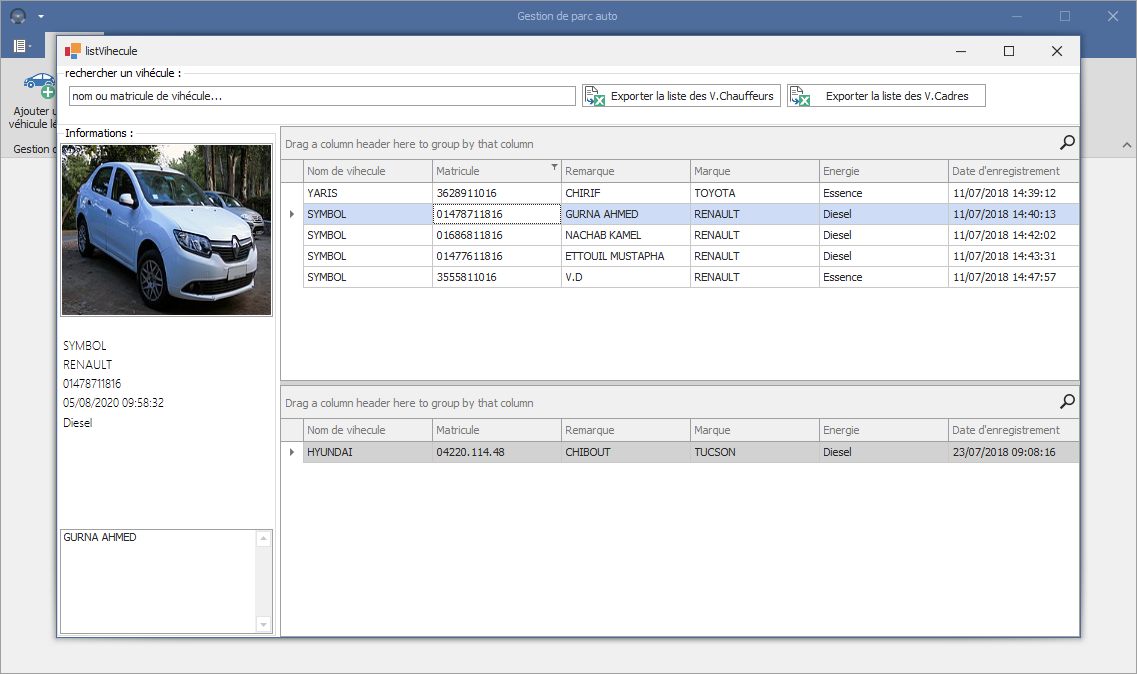 Gestion de parc auto
listVihecule
Ajouter u
véhicule lé
Gestion d
rechercher un vihécule :
nom ou matricule de vihécule...
Exporter la liste des V.Chauffeurs
Exporter la liste des V.Cadres
Informations :
SYMBOL
RENAULT
01478711816
05/08/2020 09:58:32
Diesel
GURNA AHMED
Drag a column header here to group by that column
Nom de vihecule Matricule Remarque Marque Energie Date d'enregistrement
YARIS 3628911016 CHIRIF TOYOTA Essence 11/07/2018 14:39:12
SYMBOL 01478711816 GURNA AHMED RENAULT Diesel 11/07/2018 14:40:13
SYMBOL 01686811816 NACHAB KAMEL RENAULT Diesel 11/07/2018 14:42:02
SYMBOL 01477611816 ETTOUIL MUSTAPHA RENAULT Diesel 11/07/2018 14:43:31
SYMBOL 3555811016 V.D RENAULT Essence 11/07/2018 14:47:57
Drag a column header here to group by that column
Nom de vihecule Matricule Remarque Marque Energie Date d'enregistrement
HYUNDAI 04220.114.48 CHIBOUT TUCSON Diesel 23/07/2018 09:08:16